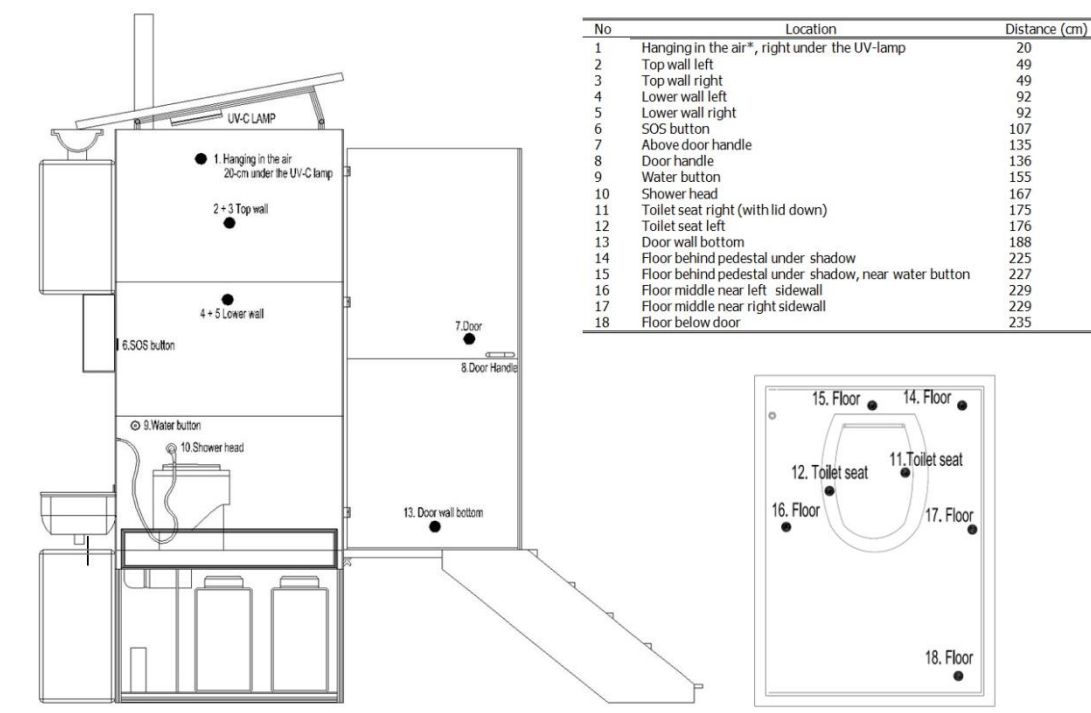 No Location Distance (cm)
1 Hanging in the air*, right under the UV-lamp 20
2 Top wall left 49
3 Top wall right 49
4 Lower wall left 92
5 Lower wall right 92
6 SOS button 107
7 Above door handle 135
8 Door handle 136
9 Water button 155
10 Shower head 167
11 Toilet seat right (with lid down) 175
12 Toilet seat left 176
13 Door wall bottom 188
14 Floor behind pedestal under shadow 225
15 Floor behind pedestal under shadow, near water button 227
16 Floor middle near left sidewall 229
17 Floor middle near right sidewall 229
18 Floor below door 235
UV-C LAMP
1. Hanging in the air
20-cm under the UV-C lamp
2 + 3 Top wall
4 + 5 Lower wall
6.SOS button
7.Door
8.Door Handle
9.Water button
10.Shower head
13. Door wall bottom
15. Floor
14. Floor
11.Toilet seat
12. Toilet seat
16. Floor
17. Floor
18. Floor